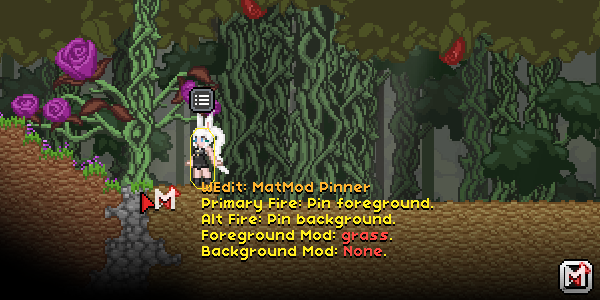 WEdit: MatMod Pinner
Primary Fire: Pin foreground.
Alt Fire: Pin background.
Foreground Mod: grass.
Background Mod: None.
M
M